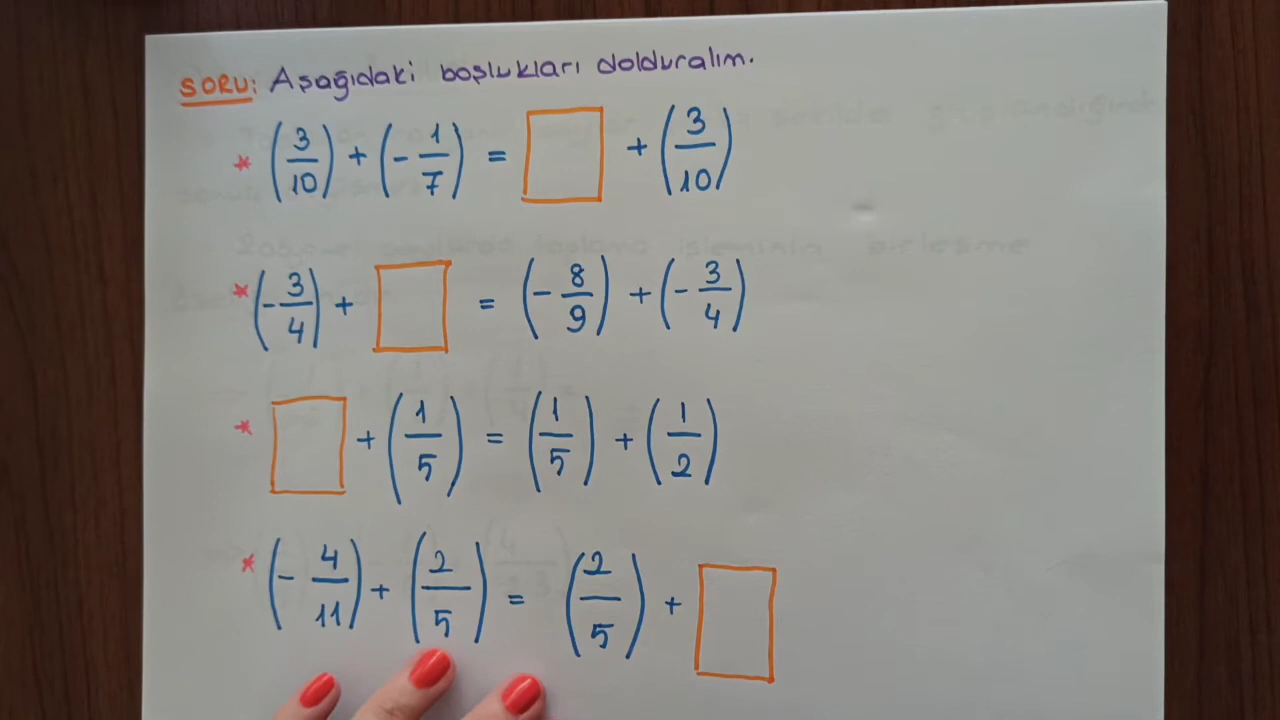 SORU: Aşağıdaki boşlukları dolduralım.
* (3/10) + (-1/7) = □ + (3/10)
* (-3/4) + □ = (-8/9) + (-3/4)
* □ + (1/5) = (1/5) + (1/2)
* (-4/11) + (2/5) = (2/5) + □